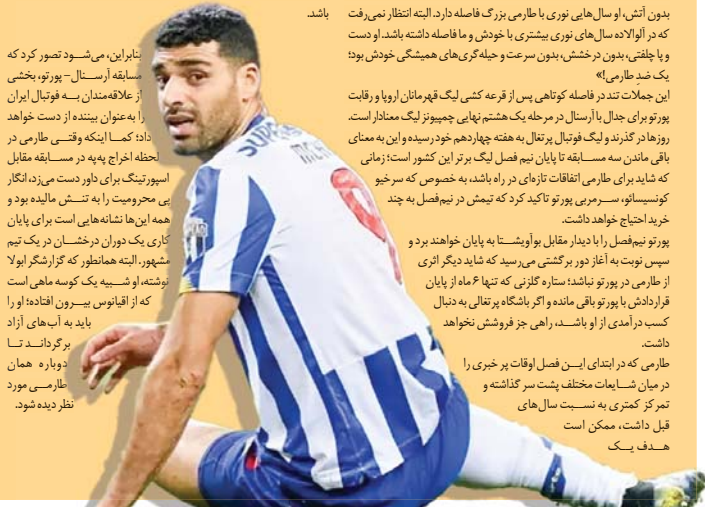 بدون آتش، او سال‌هایی نوری با طارمی بزرگ فاصله دارد. البته انتظار نمی‌رفت
که در آلوالاده سال‌های نوری بیشتری با خودش و ما فاصله داشته باشد. او دست
و پا چلفتی، بدون درخشش، بدون سرعت و حیله‌گری‌های همیشگی خودش بود؛
یک ضد طارمی!»
این جملات تند در فاصله کوتاهی پس از قرعه کشی لیگ قهرمانان اروپا و رقابت
پورتو برای جدال با آرسنال در مرحله یک هشتم نهایی چمپیونز لیگ معنادار است.
روزها در گذرند و لیگ فوتبال پرتغال به هفته چهاردهم خود رسیده و این به معنای
باقی ماندن سه مسابقه تا پایان نیم فصل لیگ برتر این کشور است؛ زمانی
که شاید برای طارمی اتفاقات تازه‌ای در راه باشد، به خصوص که سرخیو
کونسیسائو، سرمربی پورتو تاکید کرد که تیمش در نیم‌فصل به چند
خرید احتیاج خواهد داشت.
پورتو نیم‌فصل را با دیدار مقابل بوآویشتا به پایان خواهند برد و
سپس نوبت به آغاز دور برگشتی می‌رسید که شاید دیگر اثری
از طارمی در پورتو نباشد؛ ستاره گلزنی که تنها ۶ ماه از پایان
قراردادش با پورتو باقی مانده و اگر باشگاه پرتغالی به دنبال
کسب درآمدی از او باشد، راهی جز فروشش نخواهد
داشت.
طارمی که در ابتدای این فصل اوقات پر خبری را
در میان شایعات مختلف پشت سر گذاشته و
تمرکز کمتری به نسبت سال‌های
قبل داشت، ممکن است
هدف یک
باشد.
بنابراین، می‌شود تصور کرد که
مسابقه آرسنال- پورتو، بخشی
از علاقه‌مندان به فوتبال ایران
را به‌عنوان بیننده از دست خواهد
داد؛ کما اینکه وقتی طارمی در
لحظه اخراج په‌په در مسابقه مقابل
اسپورتینگ برای داور دست می‌زد، انگار
پی محرومیت را به تنش مالیده بود و
همه این‌ها نشانه‌هایی است برای پایان
کاری یک دوران درخشان در یک تیم
مشهور. البته همانطور که گزارشگر ابولا
نوشته، او شبیه یک کوسه ماهی است
که از اقیانوس بیرون افتاده؛ او را
باید به آب‌های آزاد
برگرداند تا
دوباره همان
طارمی مورد
نظر دیده شود.
9